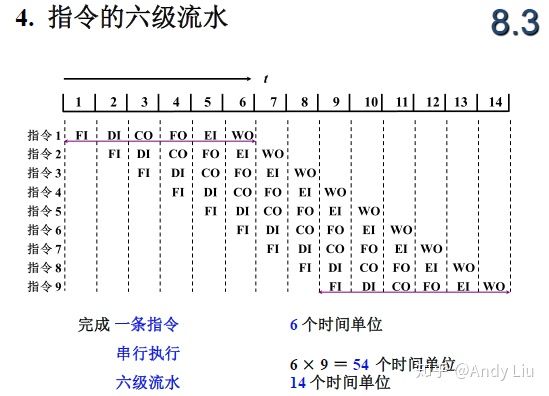 4. 指令的六级流水
8.3
t
1 2 3 4 5 6 7 8 9 10 11 12 13 14
指令 1 FI DI CO FO EI WO
指令 2 FI DI CO FO EI WO
指令 3 FI DI CO FO EI WO
指令 4 FI DI CO FO EI WO
指令 5 FI DI CO FO EI WO
指令 6 FI DI CO FO EI WO
指令 7 FI DI CO FO EI WO
指令 8 FI DI CO FO EI WO
指令 9 FI DI CO FO EI WO
完成 一条指令 6 个时间单位
串行执行
6 × 9 = 54 个时间单位
六级流水 14 个时间单位
知乎 @Andy Liu